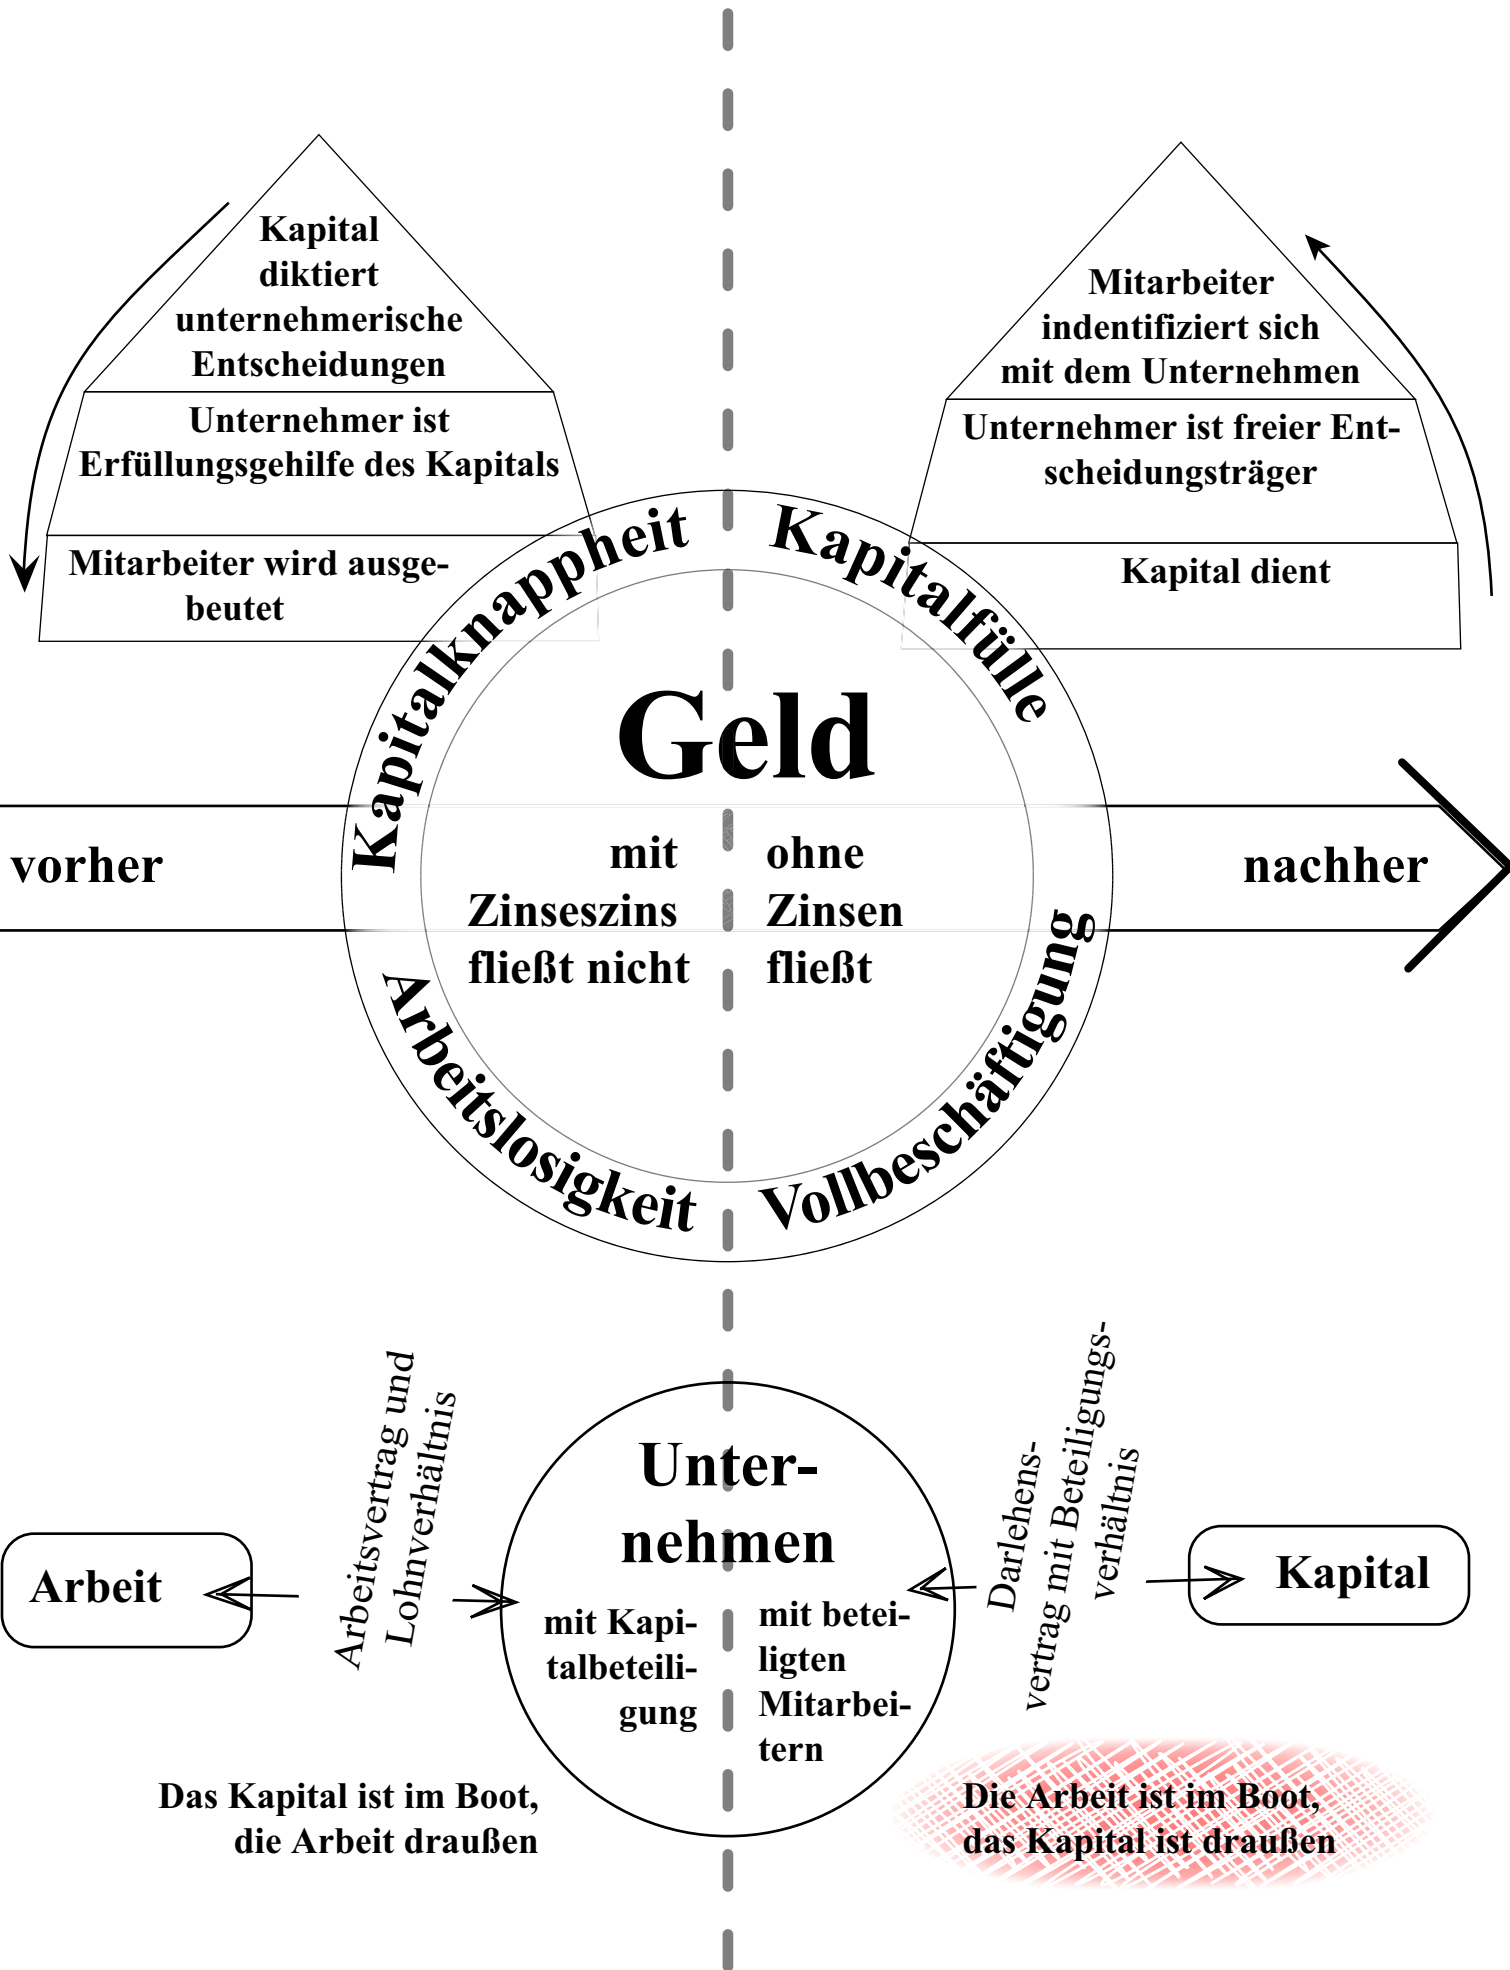 Kapital
diktiert
unternehmerische
Entscheidungen
Unternehmer ist
Erfüllungsgehilfe des Kapitals
Mitarbeiter wird ausge-
beutet
Mitarbeiter
indentifiziert sich
mit dem Unternehmen
Unternehmer ist freier Ent-
scheidungsträger
Kapital dient
Kapitalknappheit
Kapitalfülle
Geld
vorher
mit
Zinseszins
fließt nicht
ohne
Zinsen
fließt
nachher
Arbeitslosigkeit
Vollbeschäftigung
Arbeit
Arbeitsvertrag und
Lohnverhältnis
Unter-
nehmen
mit Kapi-
talbeteili-
gung
mit betei-
ligten
Mitarbei-
tern
Darlehens-
vertrag mit Beteiligungs-
verhältnis
Kapital
Das Kapital ist im Boot,
die Arbeit draußen
Die Arbeit ist im Boot,
das Kapital ist draußen